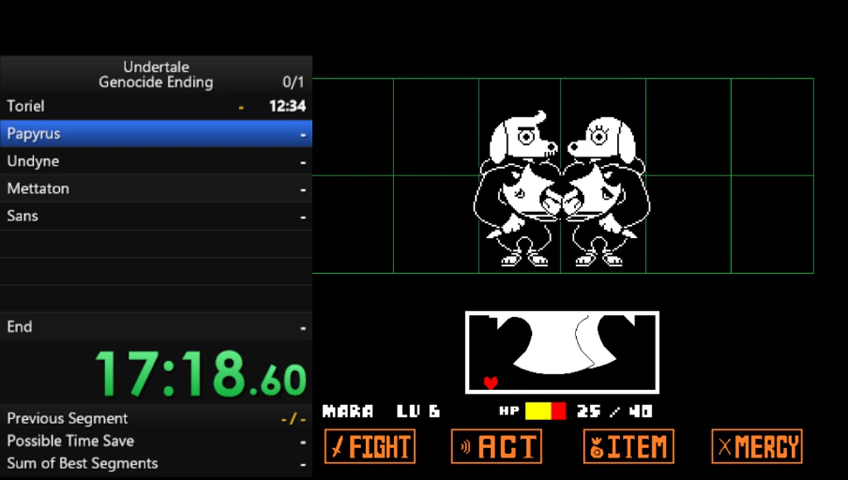 Undertale
Genocide Ending 0/1
Toriel - 12:34
Papyrus -
Undyne -
Mettaton -
Sans -
End -
17:18.60
Previous Segment -/-
Possible Time Save -
Sum of Best Segments -
MARA LV 6 HP 25 / 40
FIGHT ACT ITEM MERCY